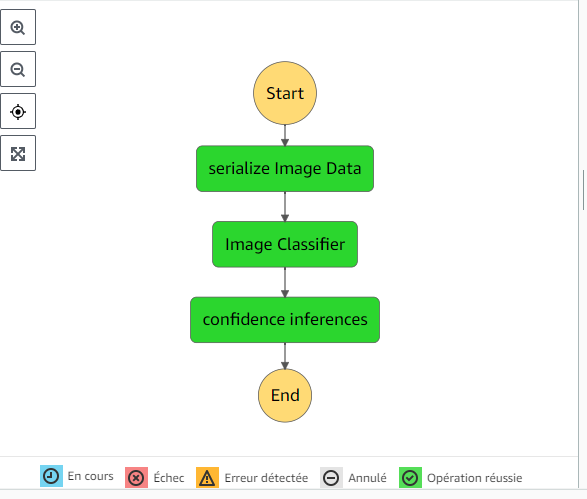 Start
serialize Image Data
Image Classifier
confidence inferences
End
En cours Échec Erreur détectée Annulé Opération réussie